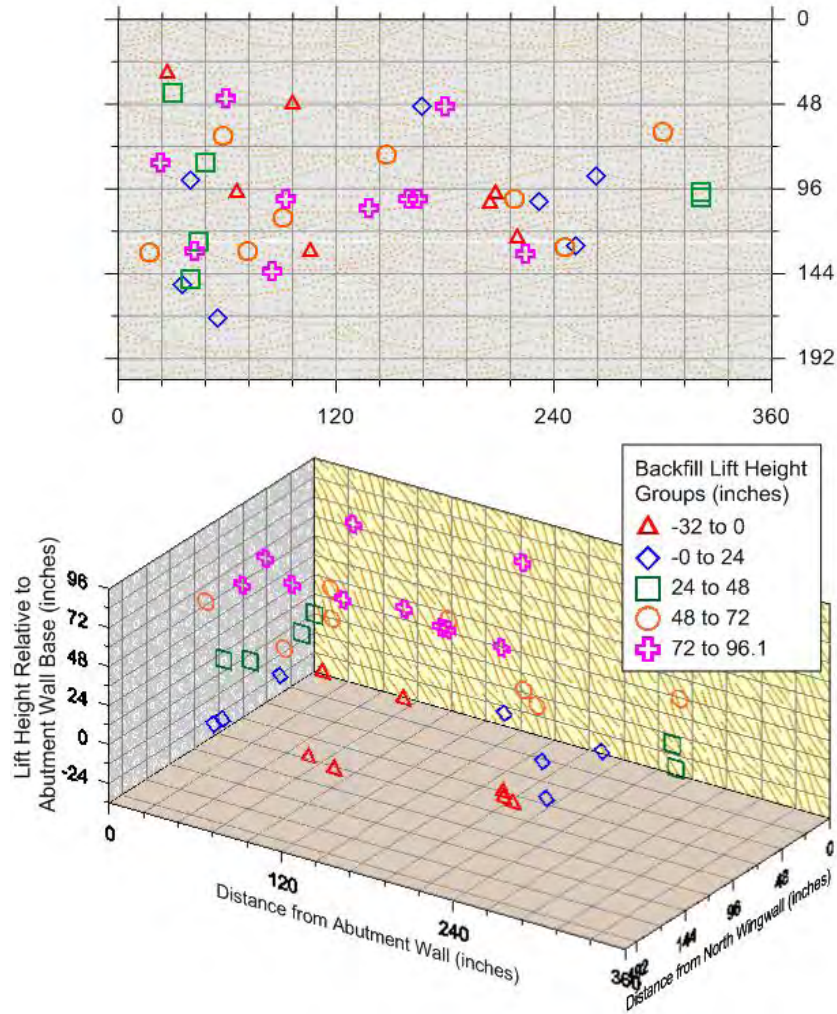 0
48
96
144
192
0 120 240 360
Backfill Lift Height
Groups (inches)
-32 to 0
-0 to 24
24 to 48
48 to 72
72 to 96.1
Lift Height Relative to
Abutment Wall Base (inches)
96
72
48
24
0
-24
0
120
240
360
Distance from Abutment Wall (inches)
0
48
96
144
192
Distance from North Wingwall (inches)